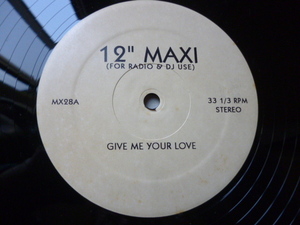 12" MAXI
(FOR RADIO & DJ USE)
MX28A
33 1/3 RPM
STEREO
GIVE ME YOUR LOVE